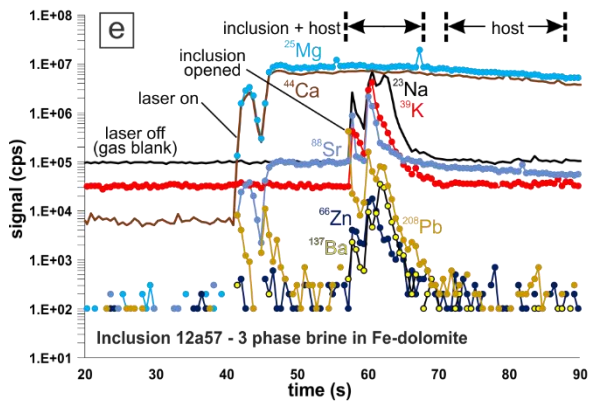 e
inclusion + host
host
1.E+08
1.E+07
1.E+06
1.E+05
1.E+04
1.E+03
1.E+02
1.E+01
signal (cps)
²⁵Mg
inclusion
opened
⁴⁴Ca
laser on
laser off
(gas blank)
²³Na
³⁹K
⁸⁸Sr
⁶⁶Zn
¹³⁷Ba
²⁰⁸Pb
Inclusion 12a57 - 3 phase brine in Fe-dolomite
20 30 40 50 60 70 80 90
time (s)